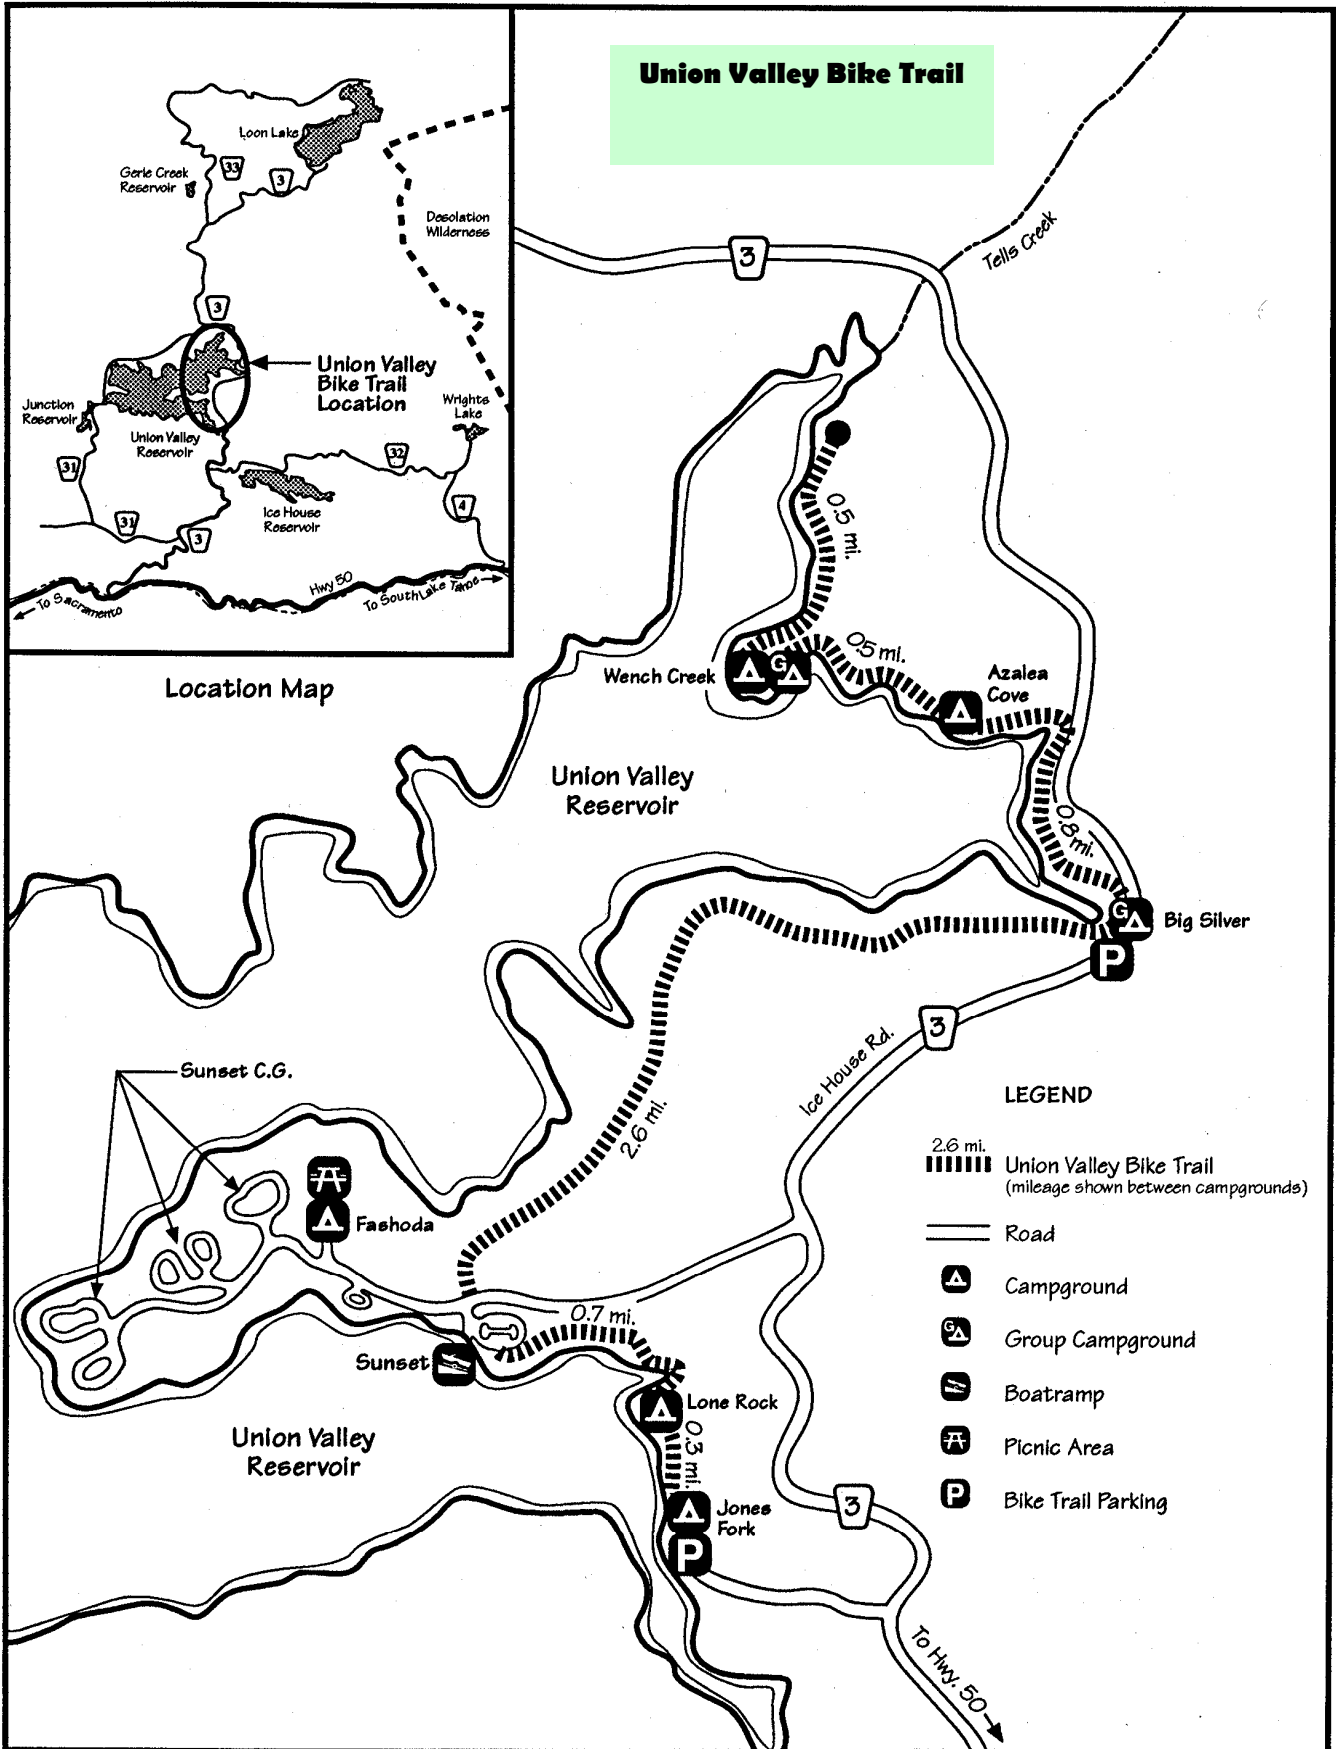 Union Valley Bike Trail
Loon Lake
33
3
Gerle Creek
Reservoir
Desolation
Wilderness
3
Union Valley
Bike Trail
Location
Junction
Reservoir
Wrights
Lake
Union Valley
Reservoir
31
32
Ice House
Reservoir
4
31
3
Hwy 50
To Sacramento
To South Lake Tahoe
Location Map
3
Tells Creek
0.5 mi.
Wench Creek
G
0.5 mi.
Azalea
Cove
Union Valley
Reservoir
0.8 mi.
G
Big Silver
P
3
Ice House Rd.
Sunset C.G.
2.6 mi.
Fashoda
0.7 mi.
Sunset
Lone Rock
0.3 mi.
Union Valley
Reservoir
Jones
Fork
P
3
To Hwy. 50
LEGEND
2.6 mi.
Union Valley Bike Trail
(mileage shown between campgrounds)
Road
Campground
G
Group Campground
Boatramp
Picnic Area
P
Bike Trail Parking